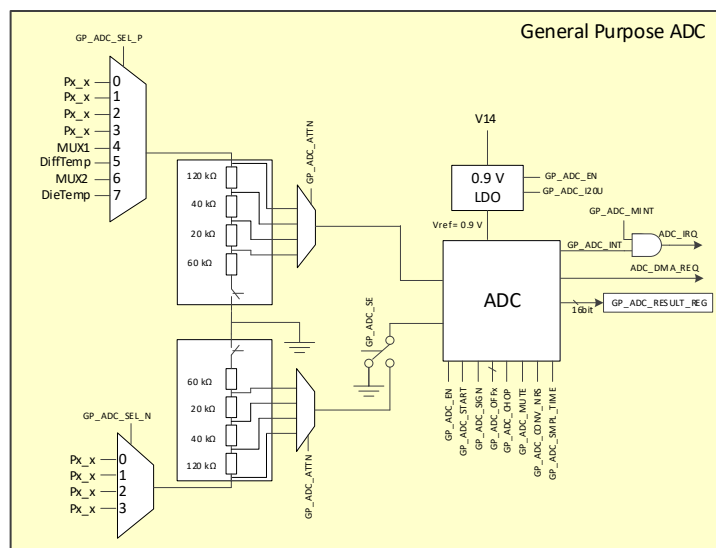 General Purpose ADC
GP_ADC_SEL_P
Px_x 0
Px_x 1
Px_x 2
Px_x 3
MUX1 4
DiffTemp 5
MUX2 6
DieTemp 7
120 kΩ
40 kΩ
20 kΩ
60 kΩ
GP_ADC_ATTN
V14
0.9 V
LDO
GP_ADC_EN
GP_ADC_I20U
Vref= 0.9 V
GP_ADC_MINT
GP_ADC_INT
ADC_IRQ
ADC_DMA_REQ
ADC
16bit
GP_ADC_RESULT_REG
GP_ADC_SE
GP_ADC_EN
GP_ADC_START
GP_ADC_SIGN
GP_ADC_OFFx
GP_ADC_CHOP
GP_ADC_MUTE
GP_ADC_CONV_NRS
GP_ADC_SMPL_TIME
60 kΩ
20 kΩ
40 kΩ
120 kΩ
GP_ADC_ATTN
GP_ADC_SEL_N
Px_x 0
Px_x 1
Px_x 2
Px_x 3